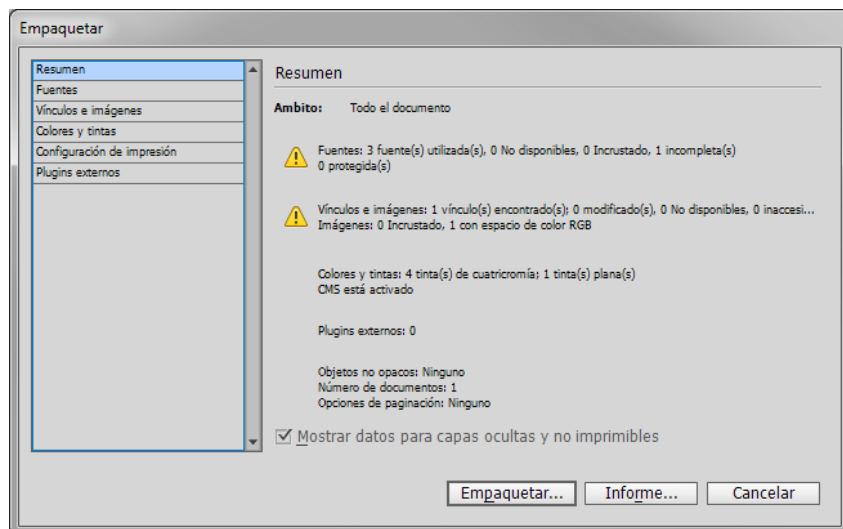 Empaquetar
Resumen
Fuentes
Vínculos e imágenes
Colores y tintas
Configuración de impresión
Plugins externos
Resumen
Ambito: Todo el documento
Fuentes: 3 fuente(s) utilizada(s), 0 No disponibles, 0 Incrustado, 1 incompleta(s)
0 protegida(s)
Vínculos e imágenes: 1 vínculo(s) encontrado(s); 0 modificado(s), 0 No disponibles, 0 inaccesi...
Imágenes: 0 Incrustado, 1 con espacio de color RGB
Colores y tintas: 4 tinta(s) de cuatricromía; 1 tinta(s) plana(s)
CMS está activado
Plugins externos: 0
Objetos no opacos: Ninguno
Número de documentos: 1
Opciones de paginación: Ninguno
Mostrar datos para capas ocultas y no imprimibles
Empaquetar... Informe... Cancelar